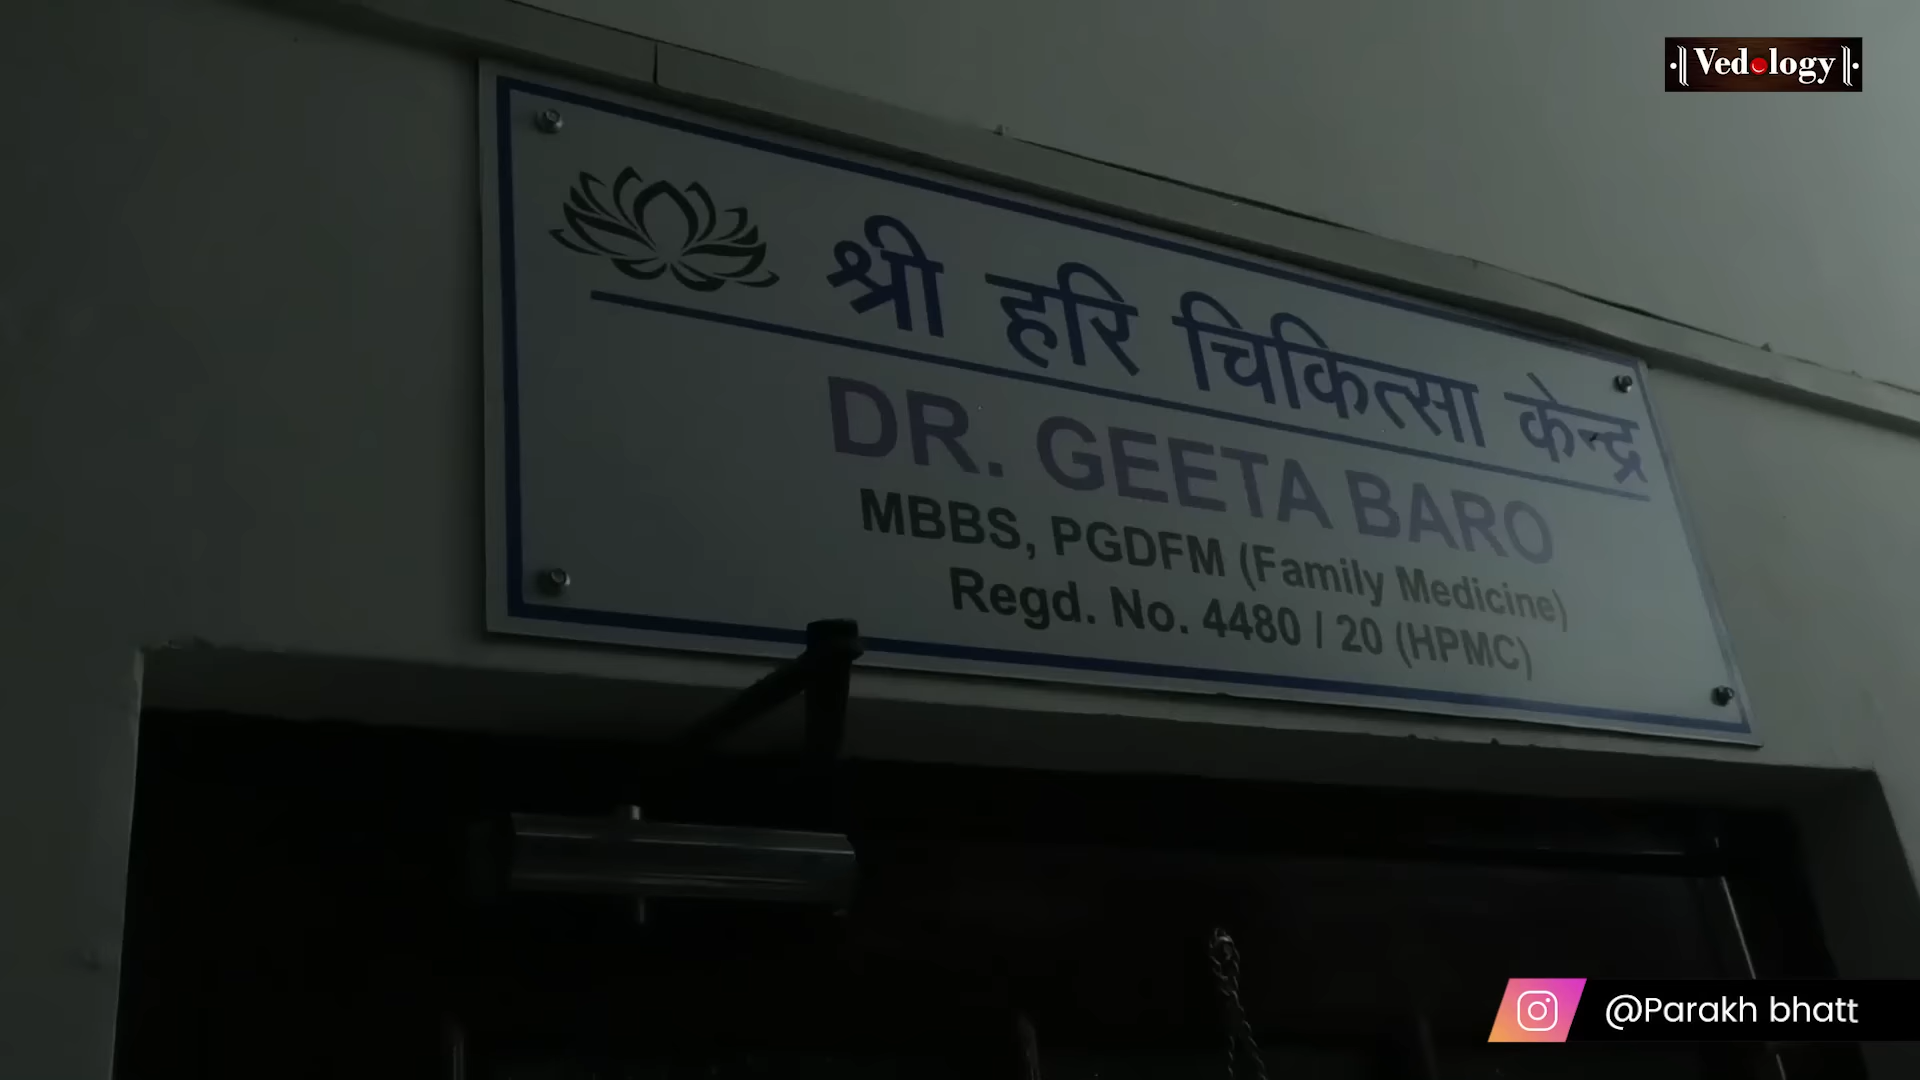 ·||Vedology||·
श्री हरि चिकित्सा केन्द्र
DR. GEETA BARO
MBBS, PGDFM (Family Medicine)
Regd. No. 4480 / 20 (HPMC)
@Parakh bhatt